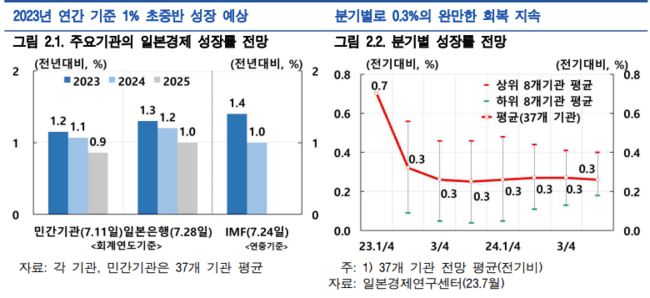 2023년 연간 기준 1% 초중반 성장 예상
그림 2.1. 주요기관의 일본경제 성장률 전망
(전년대비, %)
(전년대비, %)
2
2
2023
2024
2025
1.2
1.1
0.9
1.3
1.2
1.0
1.4
1.0
1
1
0
0
민간기관(7.11일)
일본은행(7.28일)
IMF(7.24일)
<회계연도기준>
<연중기준>
자료: 각 기관, 민간기관은 37개 기관 평균
분기별로 0.3%의 완만한 회복 지속
그림 2.2. 분기별 성장률 전망
(전기대비, %)
(전기대비, %)
0.8
0.8
상위 8개기관 평균
하위 8개기관 평균
평균(37개 기관)
0.7
0.6
0.6
0.4
0.4
0.3
0.3
0.3
0.3
0.3
0.3
0.3
0.2
0.2
0.0
0.0
23.1/4
3/4
24.1/4
3/4
주: 1) 37개 기관 전망 평균(전기비)
자료: 일본경제연구센터(23.7월)